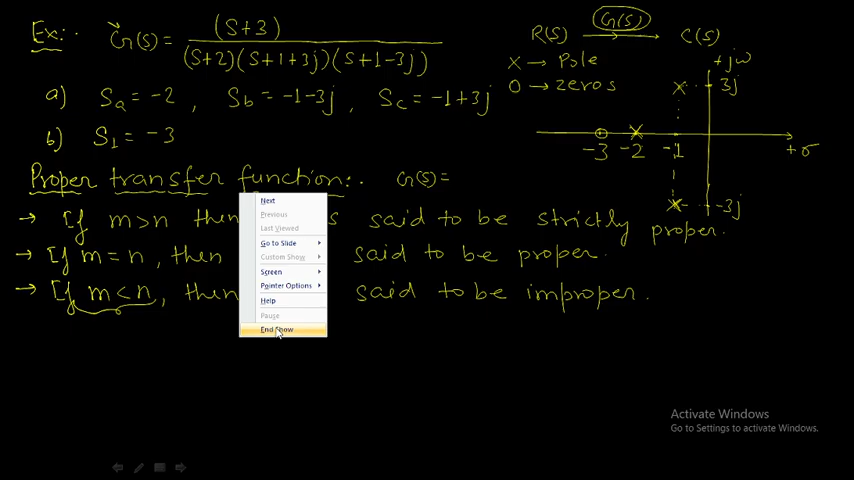 Ex:- G(s) = (S+3)
(S+2)(S+1+3j)(S+1-3j)
R(S) G(S) C(S)
x → Pole
O → zeros
+jω
3j
a) Sa = -2 , Sb = -1-3j , Sc = -1+3j
b) S1 = -3
-3 -2 -1 +σ
-3j
Proper transfer function:- G(S)=
→ If m>n then s said to be strictly proper.
→ If m=n, then said to be proper.
→ If m<n, then said to be improper.
Next
Previous
Last Viewed
Go to Slide
Custom Show
Screen
Pointer Options
Help
Pause
End Show
Activate Windows
Go to Settings to activate Windows.